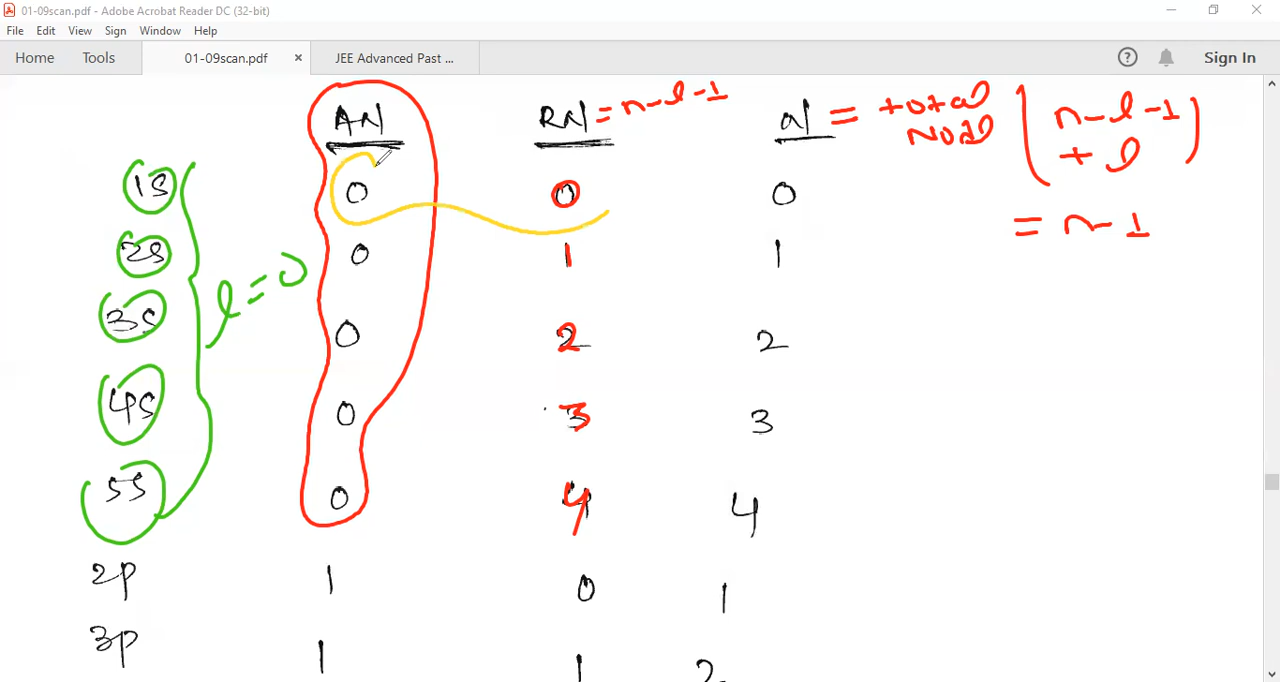 01-09scan.pdf - Adobe Acrobat Reader DC (32-bit)
File Edit View Sign Window Help
Home Tools 01-09scan.pdf × JEE Advanced Past ... Sign In
AN RN = n-l-1 = total Nodal (n-l-1 + l)
= n-1
1s 0 0 0
2s 0 1 1
l=0
3s 0 2 2
4s 0 3 3
5s 0 4 4
2p 1 0 1
3p 1 1 2